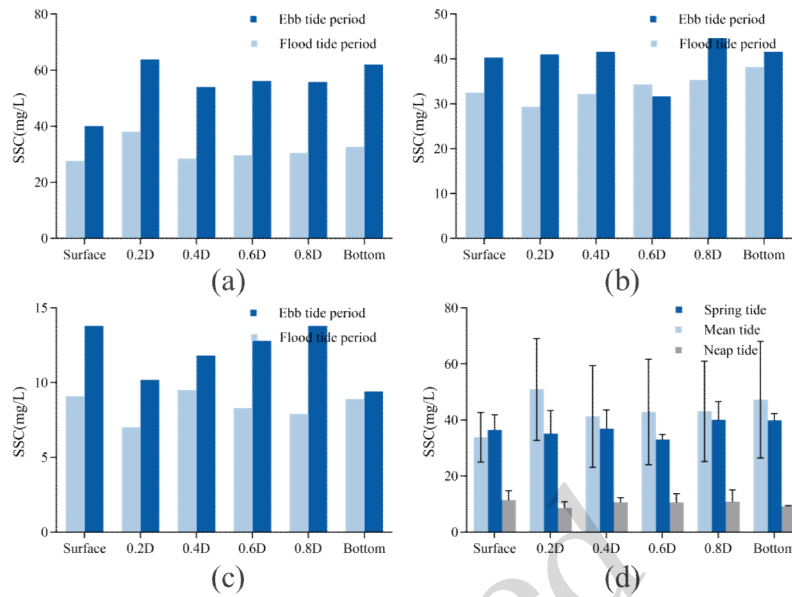 80
60
40
20
0
SSC(mg/L)
Ebb tide period
Flood tide period
Surface 0.2D 0.4D 0.6D 0.8D Bottom
(a)
50
40
30
20
10
0
SSC(mg/L)
Ebb tide period
Flood tide period
Surface 0.2D 0.4D 0.6D 0.8D Bottom
(b)
15
10
5
0
SSC(mg/L)
Ebb tide period
Flood tide period
Surface 0.2D 0.4D 0.6D 0.8D Bottom
(c)
80
60
40
20
0
SSC(mg/L)
Spring tide
Mean tide
Neap tide
Surface 0.2D 0.4D 0.6D 0.8D Bottom
(d)